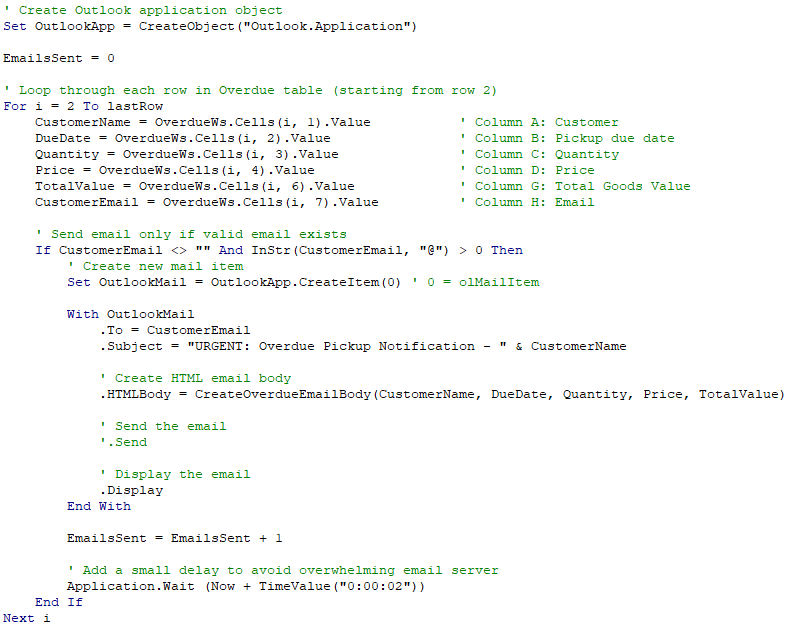 ' Create Outlook application object
Set OutlookApp = CreateObject("Outlook.Application")
EmailsSent = 0
' Loop through each row in Overdue table (starting from row 2)
For i = 2 To lastRow
    CustomerName = OverdueWs.Cells(i, 1).Value           ' Column A: Customer
    DueDate = OverdueWs.Cells(i, 2).Value                ' Column B: Pickup due date
    Quantity = OverdueWs.Cells(i, 3).Value               ' Column C: Quantity
    Price = OverdueWs.Cells(i, 4).Value                  ' Column D: Price
    TotalValue = OverdueWs.Cells(i, 6).Value             ' Column G: Total Goods Value
    CustomerEmail = OverdueWs.Cells(i, 7).Value          ' Column H: Email
    ' Send email only if valid email exists
    If CustomerEmail <> "" And InStr(CustomerEmail, "@") > 0 Then
        ' Create new mail item
        Set OutlookMail = OutlookApp.CreateItem(0) ' 0 = olMailItem
        With OutlookMail
            .To = CustomerEmail
            .Subject = "URGENT: Overdue Pickup Notification - " & CustomerName
            ' Create HTML email body
            .HTMLBody = CreateOverdueEmailBody(CustomerName, DueDate, Quantity, Price, TotalValue)
            ' Send the email
            '.Send
            ' Display the email
            .Display
        End With
        EmailsSent = EmailsSent + 1
        ' Add a small delay to avoid overwhelming email server
        Application.Wait (Now + TimeValue("0:00:02"))
    End If
Next i